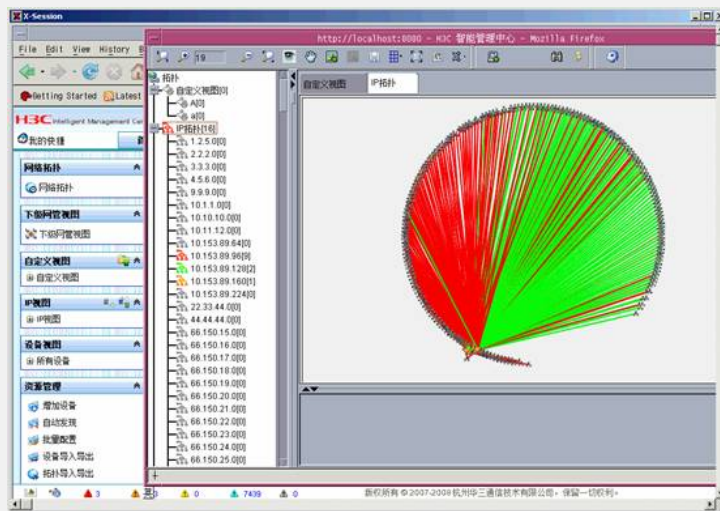 X-Session
File Edit View History B
Getting Started Latest
H3C Intelligent Management Cen
我的快捷
网络拓扑
网络拓扑
下级网管视图
下级网管视图
自定义视图
自定义视图
IP视图
IP视图
设备视图
所有设备
资源管理
增加设备
自动发现
批量配置
设备导入导出
拓扑导入导出
http://localhost:8080 - H3C 智能管理中心 - Mozilla Firefox
19
拓扑
自定义视图[0]
A[0]
a[0]
IP拓扑[16]
1.2.5.0[0]
2.2.2.0[0]
3.3.3.0[0]
4.5.6.0[0]
9.9.9.0[0]
10.1.1.0[0]
10.10.10.0[0]
10.11.12.0[0]
10.153.89.64[0]
10.153.89.96[9]
10.153.89.128[2]
10.153.89.160[1]
10.153.89.224[0]
22.33.44.0[0]
44.44.44.0[0]
66.150.15.0[0]
66.150.16.0[0]
66.150.17.0[0]
66.150.18.0[0]
66.150.19.0[0]
66.150.20.0[0]
66.150.21.0[0]
66.150.22.0[0]
66.150.23.0[0]
66.150.24.0[0]
66.150.25.0[0]
自定义视图 IP拓扑
3 0 7439 0 版权所有 © 2007-2008 杭州华三通信技术有限公司，保留一切权利。